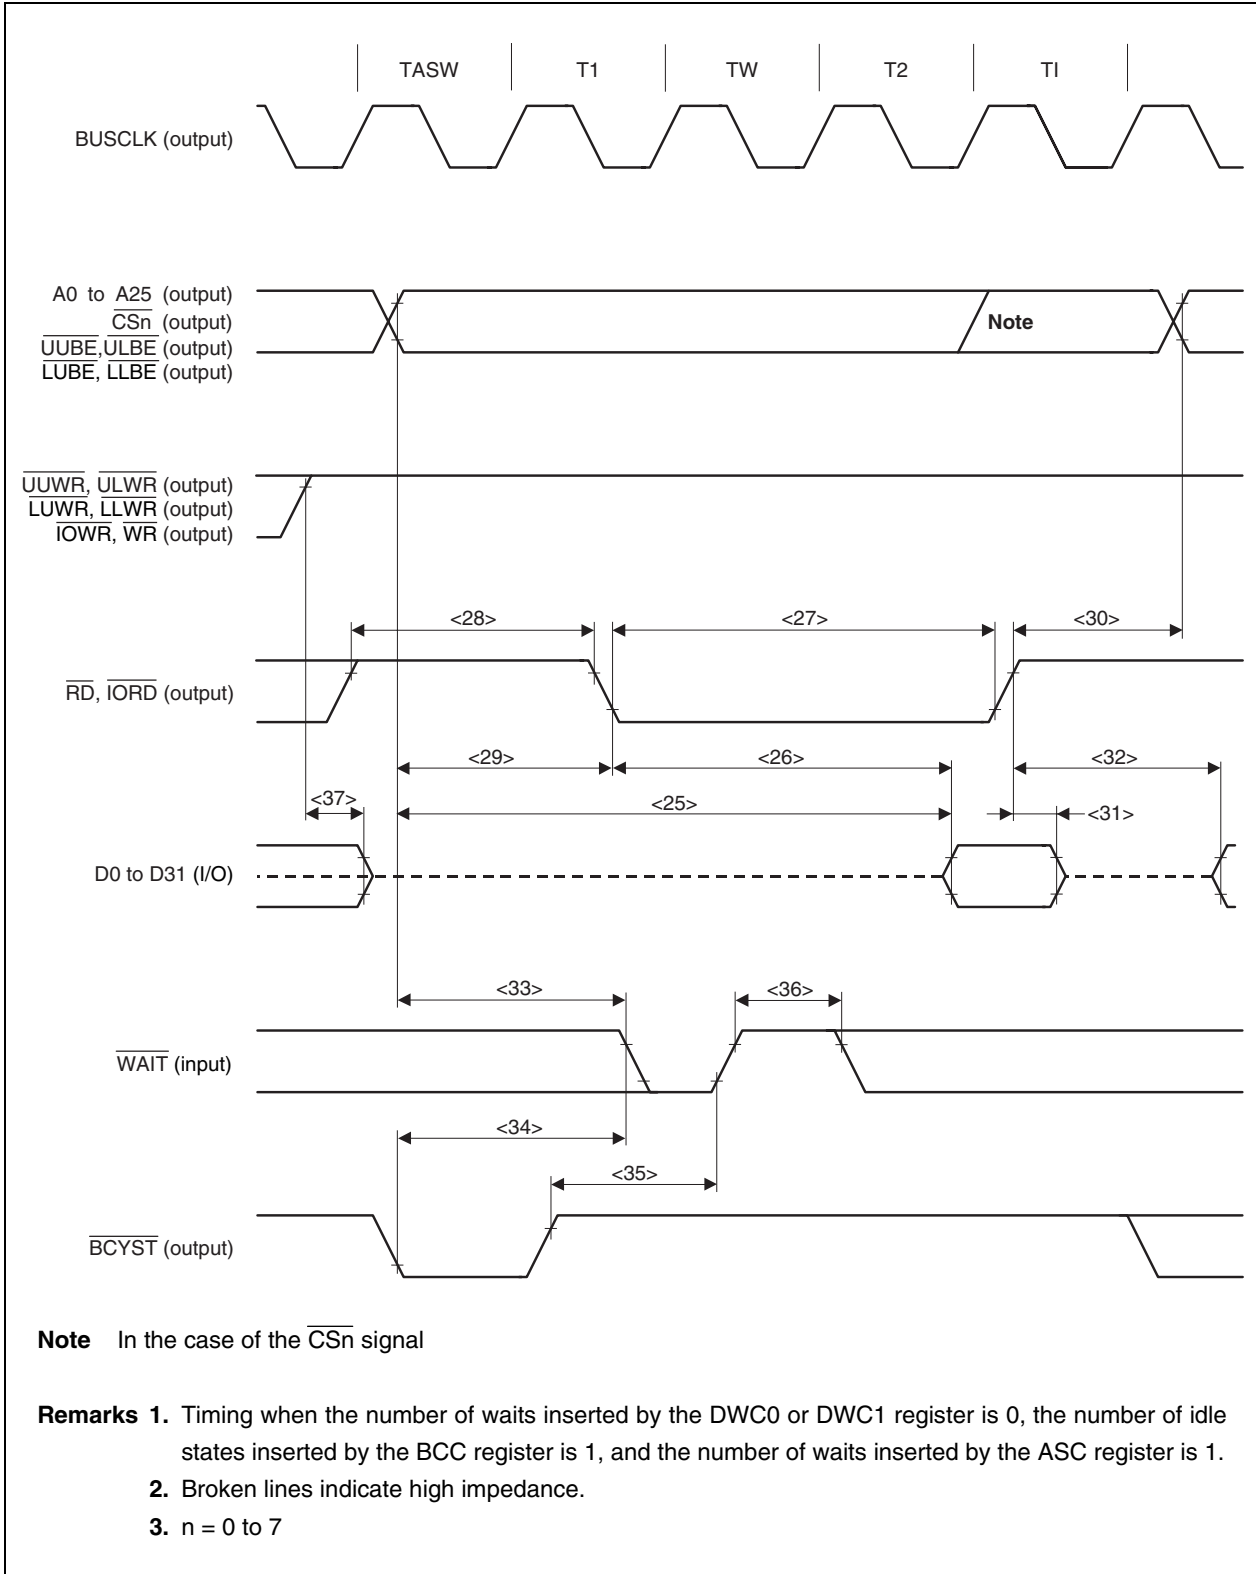 TASW T1 TW T2 TI
BUSCLK (output)
A0 to A25 (output)
CSn (output)
UUBE,ULBE (output)
LUBE, LLBE (output)
Note
UUWR, ULWR (output)
LUWR, LLWR (output)
IOWR, WR (output)
<28> <27> <30>
RD, IORD (output)
<29> <26> <32>
<37> <25> <31>
D0 to D31 (I/O)
<33> <36>
WAIT (input)
<34>
<35>
BCYST (output)
Note In the case of the CSn signal
Remarks 1. Timing when the number of waits inserted by the DWC0 or DWC1 register is 0, the number of idle
states inserted by the BCC register is 1, and the number of waits inserted by the ASC register is 1.
2. Broken lines indicate high impedance.
3. n = 0 to 7